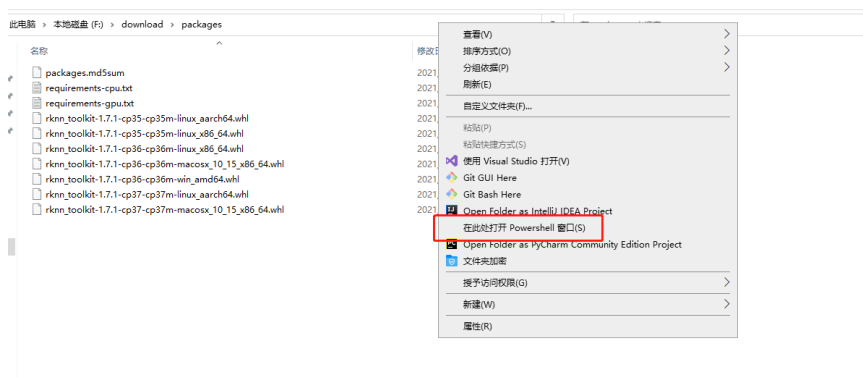 此电脑 > 本地磁盘 (F:) > download > packages
名称
修改日
packages.md5sum
2021,
requirements-cpu.txt
2021,
requirements-gpu.txt
2021,
rknn_toolkit-1.7.1-cp35-cp35m-linux_aarch64.whl
2021,
rknn_toolkit-1.7.1-cp35-cp35m-linux_x86_64.whl
2021,
rknn_toolkit-1.7.1-cp36-cp36m-linux_x86_64.whl
2021,
rknn_toolkit-1.7.1-cp36-cp36m-macosx_10_15_x86_64.whl
2021,
rknn_toolkit-1.7.1-cp36-cp36m-win_amd64.whl
2021,
rknn_toolkit-1.7.1-cp37-cp37m-linux_aarch64.whl
2021,
rknn_toolkit-1.7.1-cp37-cp37m-macosx_10_15_x86_64.whl
2021,
查看(V)
排序方式(O)
分组依据(P)
刷新(E)
自定义文件夹(F)...
粘贴(P)
粘贴快捷方式(S)
使用 Visual Studio 打开(V)
Git GUI Here
Git Bash Here
Open Folder as IntelliJ IDEA Project
在此处打开 Powershell 窗口(S)
Open Folder as PyCharm Community Edition Project
文件夹加密
授予访问权限(G)
新建(W)
属性(R)